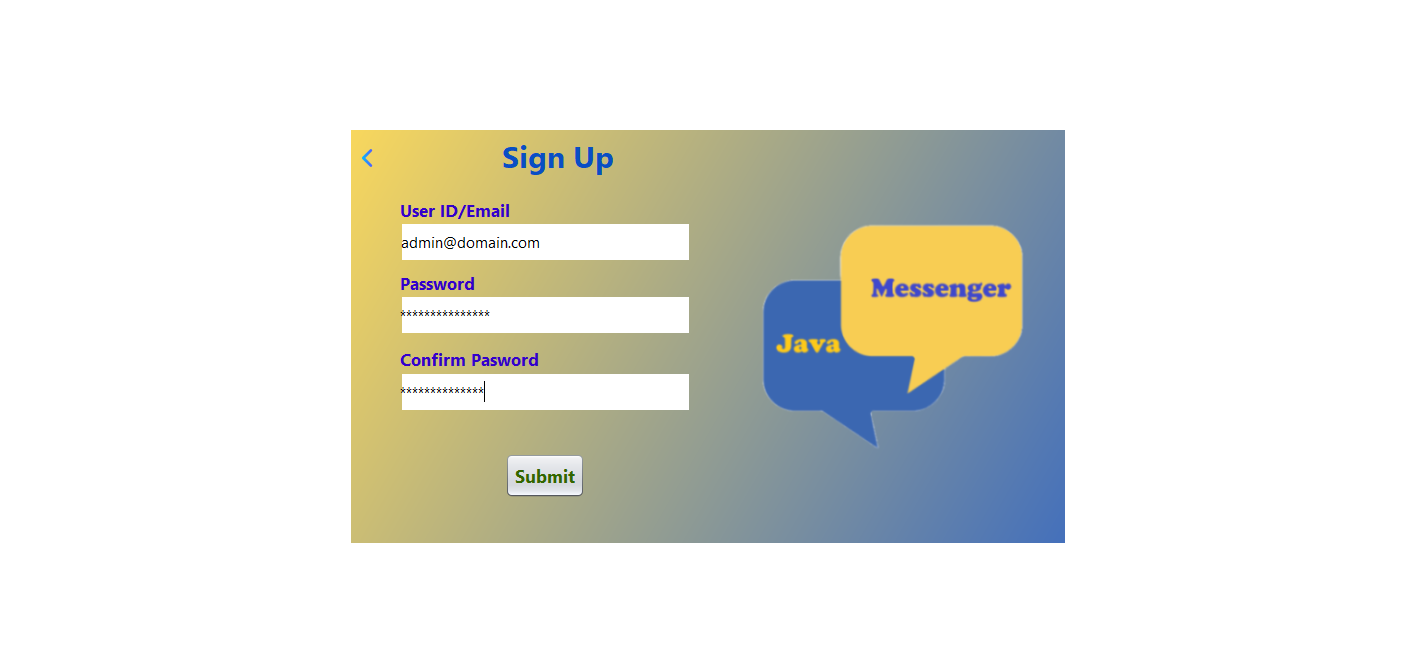 Sign Up
User ID/Email
admin@domain.com
Password
***************
Confirm Pasword
**************
Submit
Messenger
Java